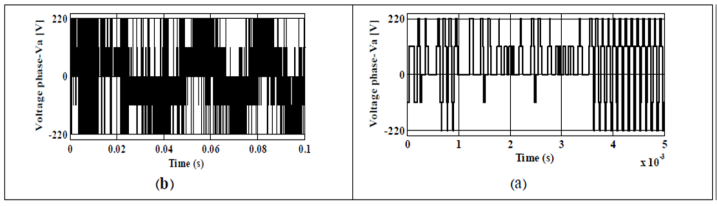 Voltage phase-Va [V]
220
0
-220
0 0.02 0.04 0.06 0.08 0.1
Time (s)
(b)
Voltage phase-Va [V]
220
0
-220
0 1 2 3 4 5
Time (s)
x 10-3
(a)